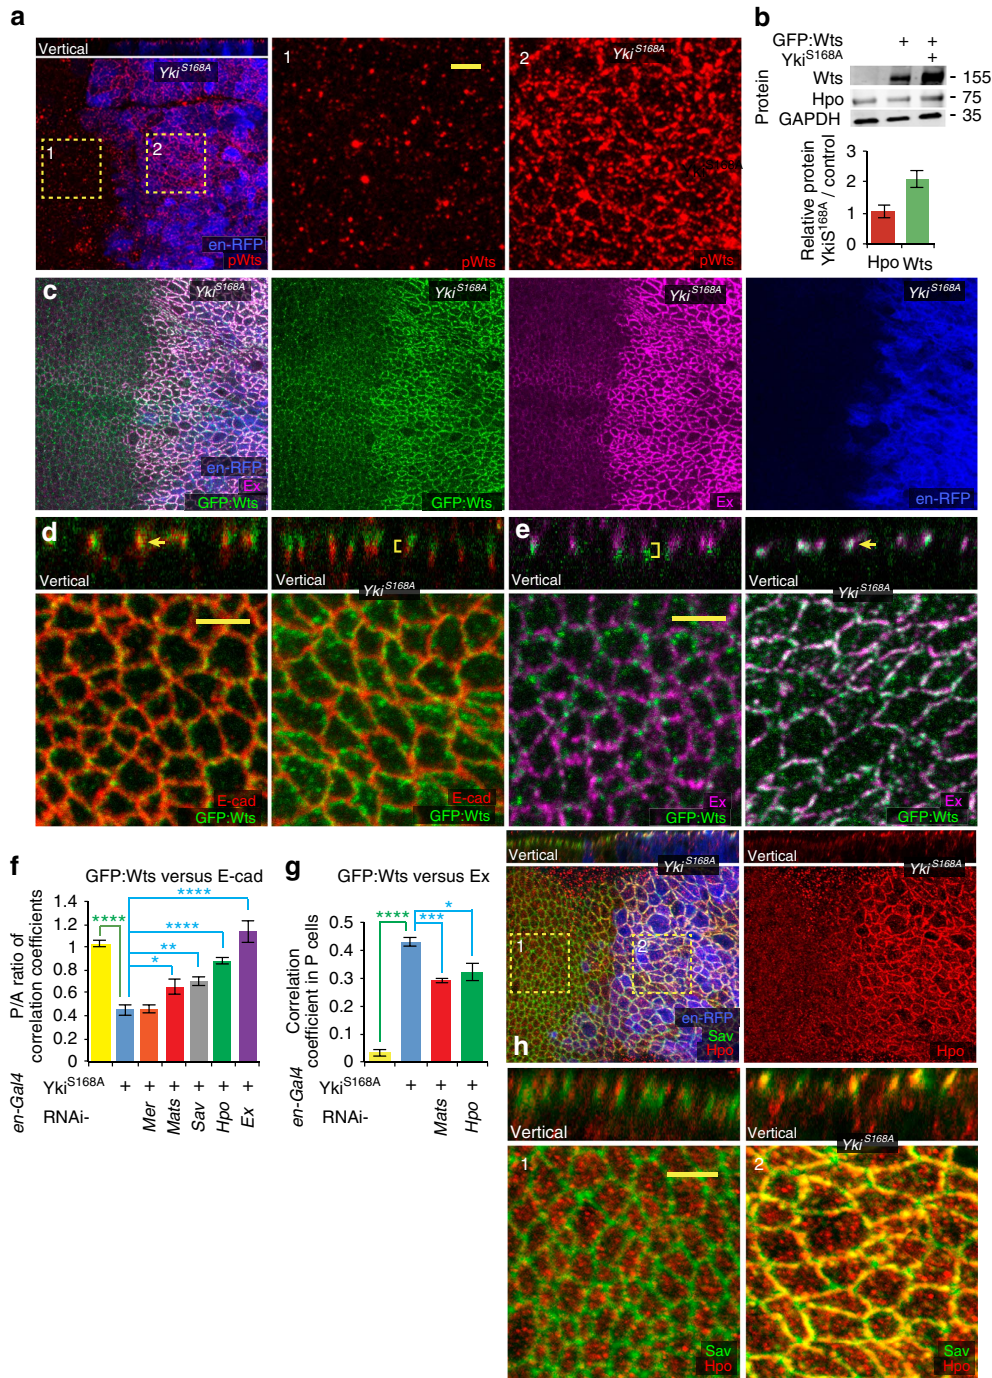 a
Vertical
Yki S168A
1
2
en-RFP
pWts
1
pWts
2
Yki S168A
pWts
b
GFP:Wts + +
Yki S168A +
Protein
Wts - 155
Hpo - 75
GAPDH - 35
Relative protein
YkiS168A / control
3
2
1
0
Hpo Wts
c
Yki S168A
en-RFP
Ex
GFP:Wts
Yki S168A
GFP:Wts
Yki S168A
Ex
Yki S168A
en-RFP
d
Vertical
E-cad
GFP:Wts
Yki S168A
E-cad
GFP:Wts
e
Vertical
Ex
GFP:Wts
Yki S168A
Ex
GFP:Wts
f
GFP:Wts versus E-cad
P/A ratio of
correlation coefficients
1.4
1.2
1
0.8
0.6
0.4
0.2
0
****
****
****
**
*
en-Gal4
Yki S168A + + + + + +
RNAi- Mer Mats Sav Hpo Ex
g
GFP:Wts versus Ex
Correlation
coefficient in P cells
0.5
0.4
0.3
0.2
0.1
0
****
***
*
en-Gal4
Yki S168A + + +
RNAi- Mats Hpo
h
Vertical
Yki S168A
1
2
en-RFP
Sav
Hpo
Vertical
Yki S168A
Hpo
Vertical
1
Sav
Hpo
Vertical
Yki S168A
2
Sav
Hpo